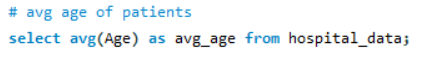 # avg age of patients
select avg(Age) as avg_age from hospital_data;